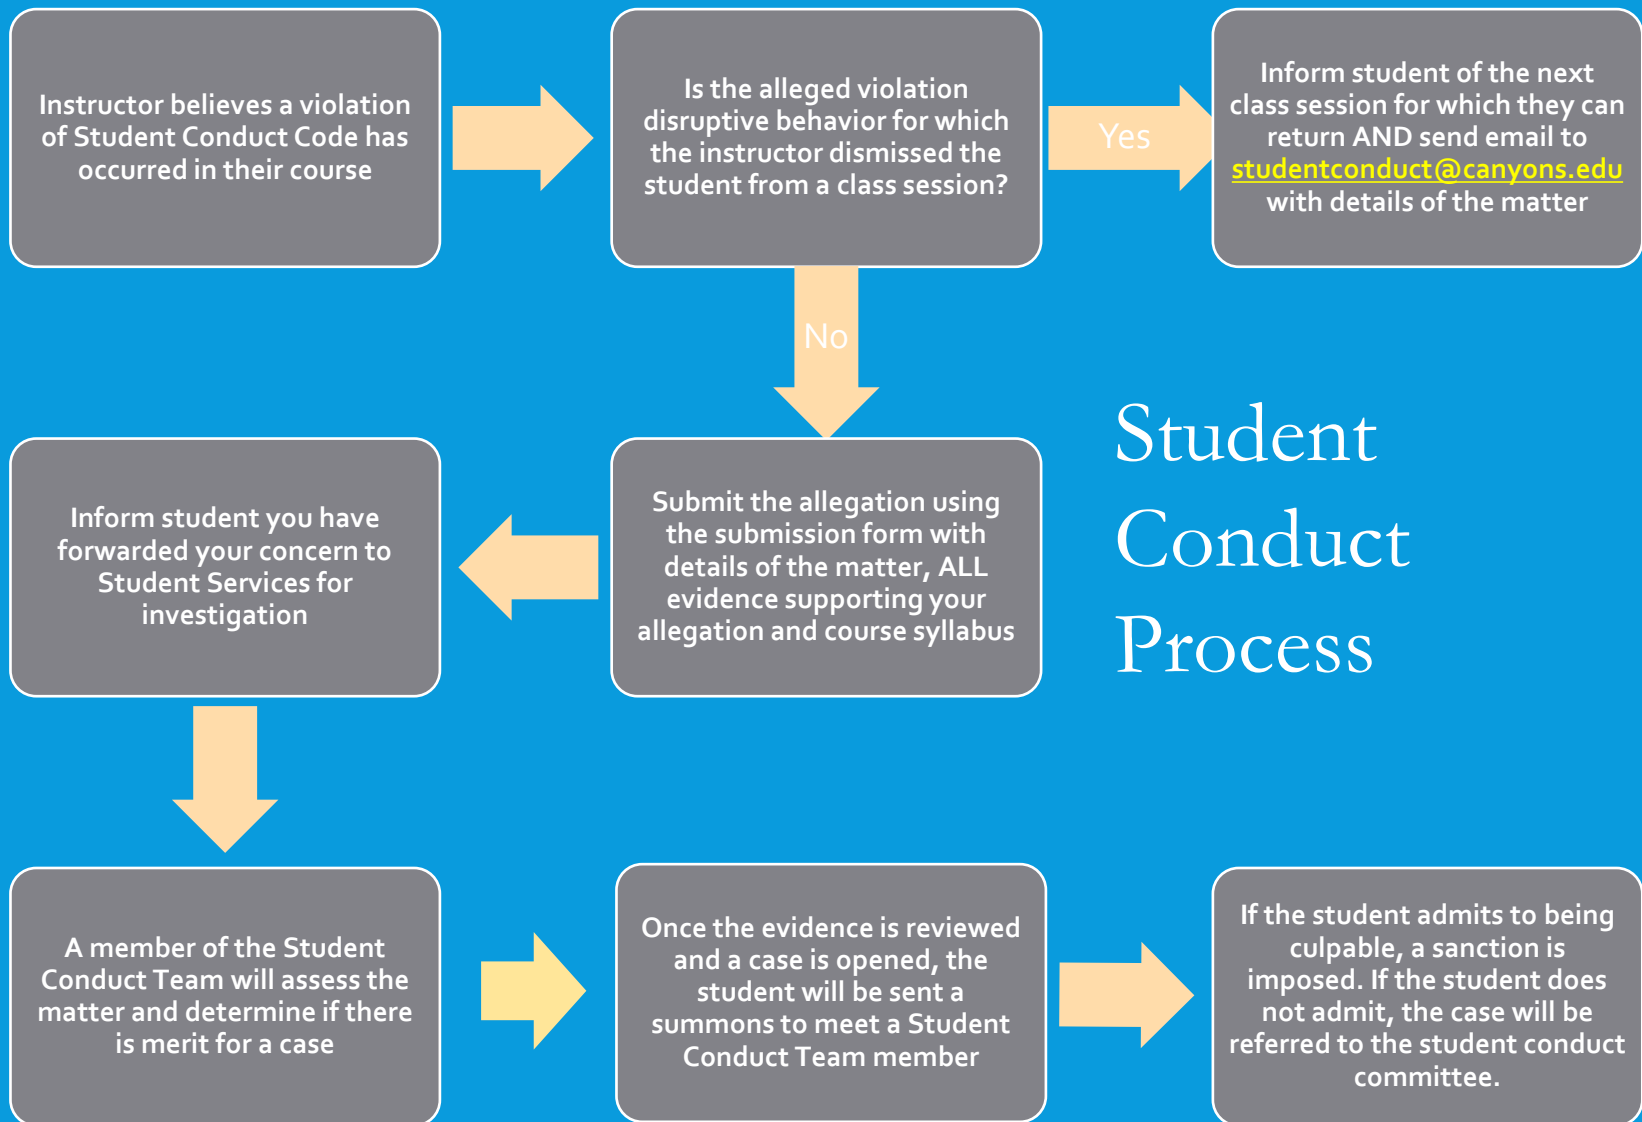 Instructor believes a violation
of Student Conduct Code has
occurred in their course
Is the alleged violation
disruptive behavior for which
the instructor dismissed the
student from a class session?
Yes
Inform student of the next
class session for which they can
return AND send email to
studentconduct@canyons.edu
with details of the matter
No
Student
Conduct
Process
Submit the allegation using
the submission form with
details of the matter, ALL
evidence supporting your
allegation and course syllabus
Inform student you have
forwarded your concern to
Student Services for
investigation
A member of the Student
Conduct Team will assess the
matter and determine if there
is merit for a case
Once the evidence is reviewed
and a case is opened, the
student will be sent a
summons to meet a Student
Conduct Team member
If the student admits to being
culpable, a sanction is
imposed. If the student does
not admit, the case will be
referred to the student conduct
committee.